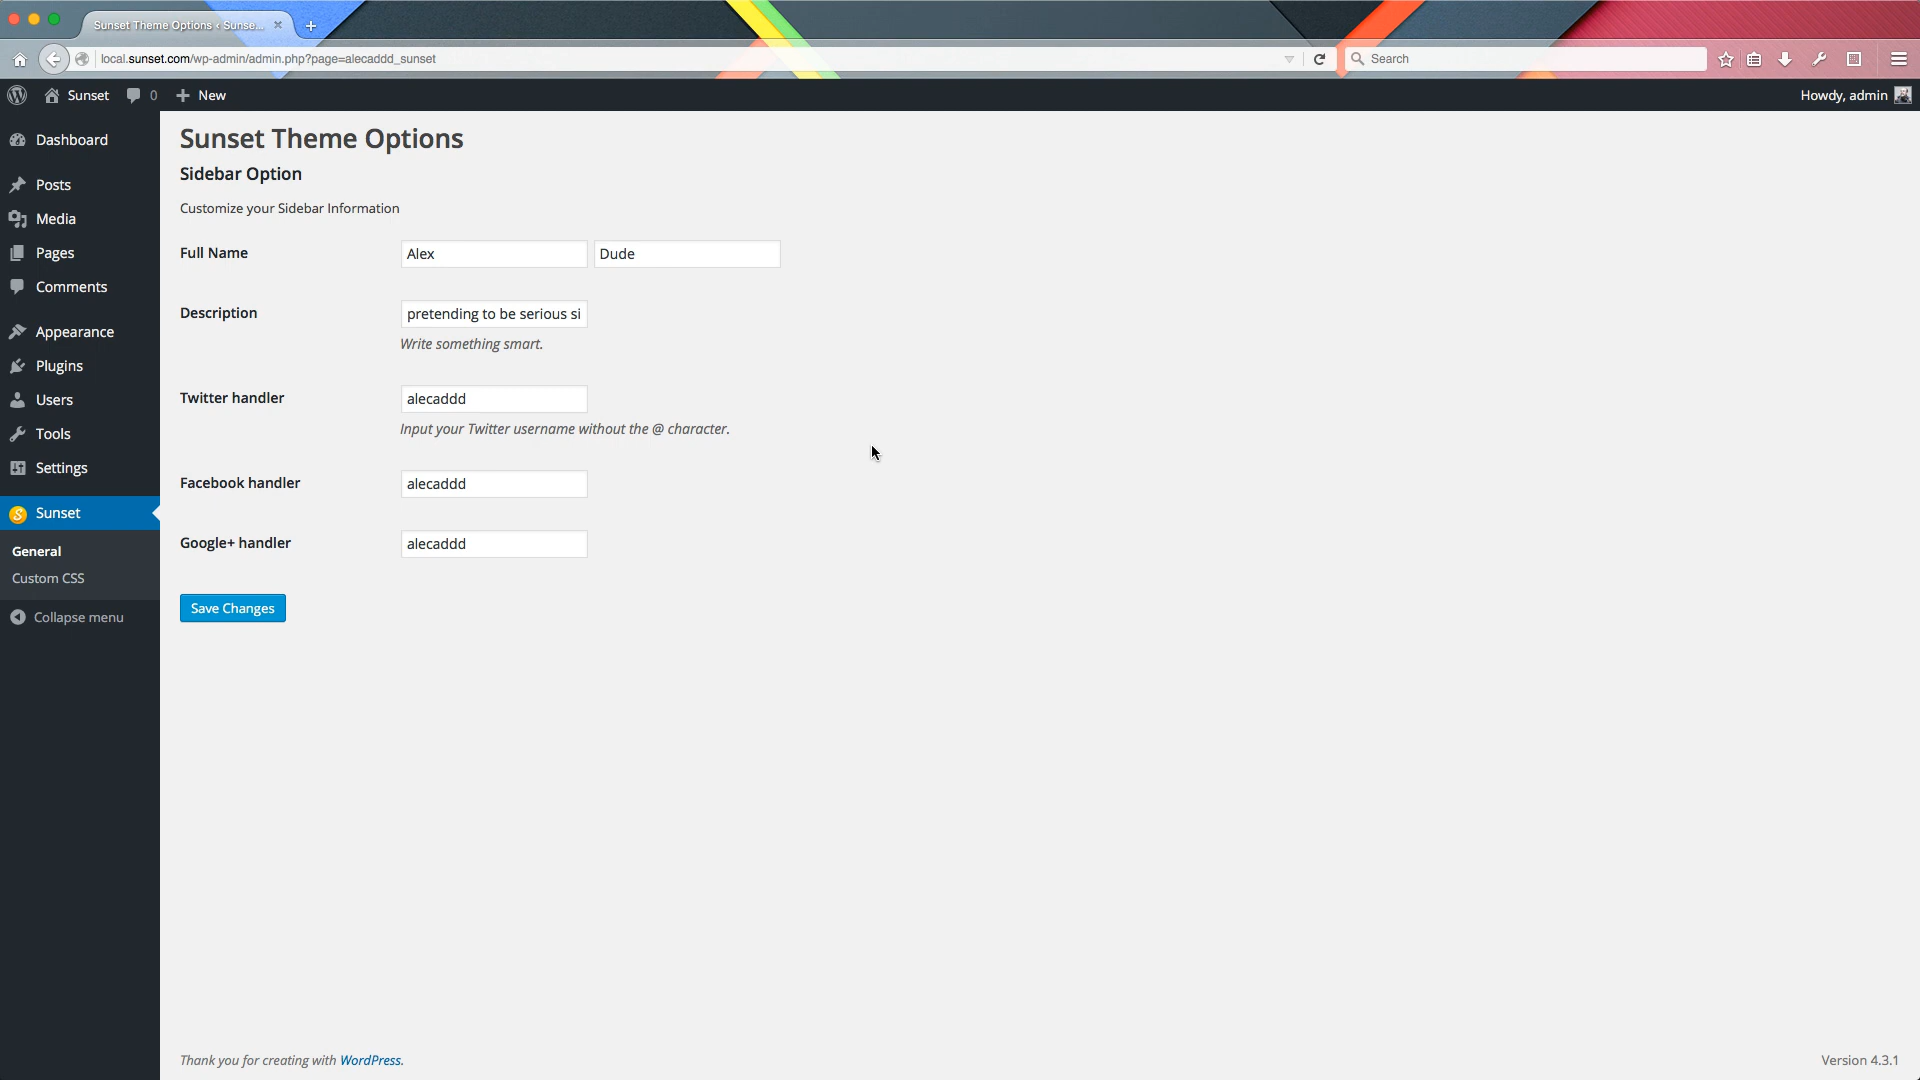 Sunset Theme Options ‹ Sunse...
local.sunset.com/wp-admin/admin.php?page=alecaddd_sunset
Search
Sunset
0
New
Howdy, admin
Dashboard
Posts
Media
Pages
Comments
Appearance
Plugins
Users
Tools
Settings
Sunset
General
Custom CSS
Collapse menu
Sunset Theme Options
Sidebar Option
Customize your Sidebar Information
Full Name
Alex
Dude
Description
pretending to be serious si
Write something smart.
Twitter handler
alecaddd
Input your Twitter username without the @ character.
Facebook handler
alecaddd
Google+ handler
alecaddd
Save Changes
Thank you for creating with WordPress.
Version 4.3.1